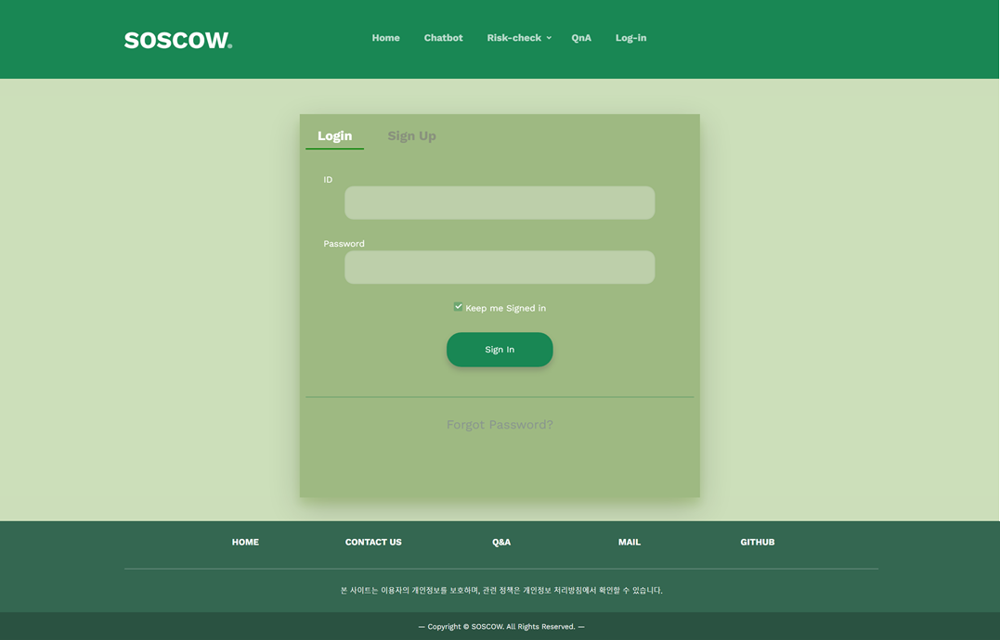 SOSCOW.
Home Chatbot Risk-check QnA Log-in
Login Sign Up
ID
Password
Keep me Signed in
Sign In
Forgot Password?
HOME CONTACT US Q&A MAIL GITHUB
본 사이트는 이용자의 개인정보를 보호하며, 관련 정책은 개인정보 처리방침에서 확인할 수 있습니다.
— Copyright © SOSCOW. All Rights Reserved. —